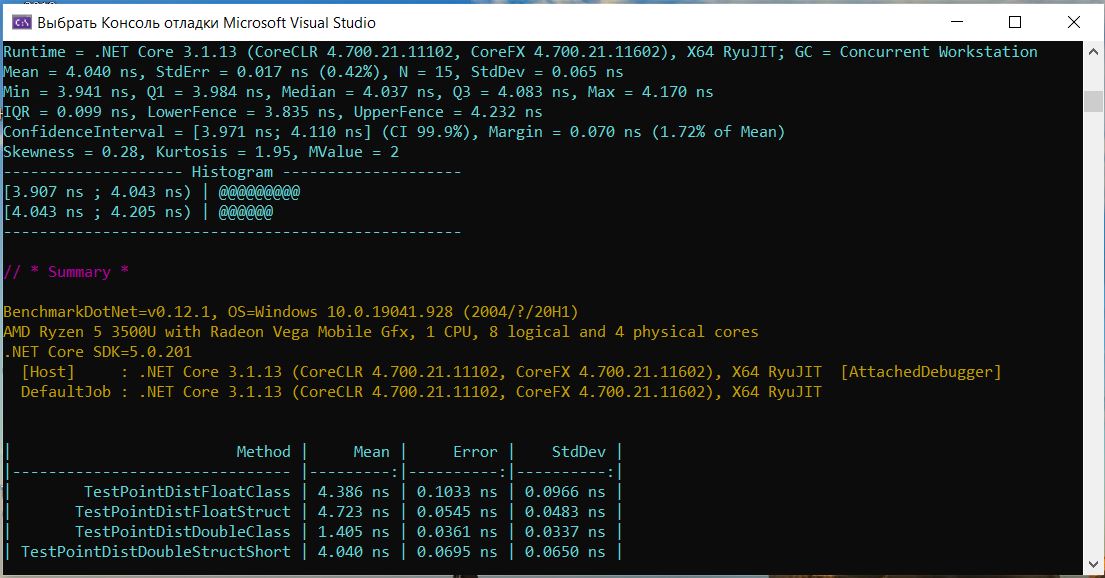 Выбрать Консоль отладки Microsoft Visual Studio
Runtime = .NET Core 3.1.13 (CoreCLR 4.700.21.11102, CoreFX 4.700.21.11602), X64 RyuJIT; GC = Concurrent Workstation
Mean = 4.040 ns, StdErr = 0.017 ns (0.42%), N = 15, StdDev = 0.065 ns
Min = 3.941 ns, Q1 = 3.984 ns, Median = 4.037 ns, Q3 = 4.083 ns, Max = 4.170 ns
IQR = 0.099 ns, LowerFence = 3.835 ns, UpperFence = 4.232 ns
ConfidenceInterval = [3.971 ns; 4.110 ns] (CI 99.9%), Margin = 0.070 ns (1.72% of Mean)
Skewness = 0.28, Kurtosis = 1.95, MValue = 2
-------------------- Histogram --------------------
[3.907 ns ; 4.043 ns) | @@@@@@@@@
[4.043 ns ; 4.205 ns) | @@@@@@
---------------------------------------------------
// * Summary *
BenchmarkDotNet=v0.12.1, OS=Windows 10.0.19041.928 (2004/?/20H1)
AMD Ryzen 5 3500U with Radeon Vega Mobile Gfx, 1 CPU, 8 logical and 4 physical cores
.NET Core SDK=5.0.201
  [Host]     : .NET Core 3.1.13 (CoreCLR 4.700.21.11102, CoreFX 4.700.21.11602), X64 RyuJIT  [AttachedDebugger]
  DefaultJob : .NET Core 3.1.13 (CoreCLR 4.700.21.11102, CoreFX 4.700.21.11602), X64 RyuJIT
|                         Method |     Mean |     Error |    StdDev |
|------------------------------- |---------:|----------:|----------:|
|        TestPointDistFloatClass | 4.386 ns | 0.1033 ns | 0.0966 ns |
|       TestPointDistFloatStruct | 4.723 ns | 0.0545 ns | 0.0483 ns |
|       TestPointDistDoubleClass | 1.405 ns | 0.0361 ns | 0.0337 ns |
| TestPointDistDoubleStructShort | 4.040 ns | 0.0695 ns | 0.0650 ns |